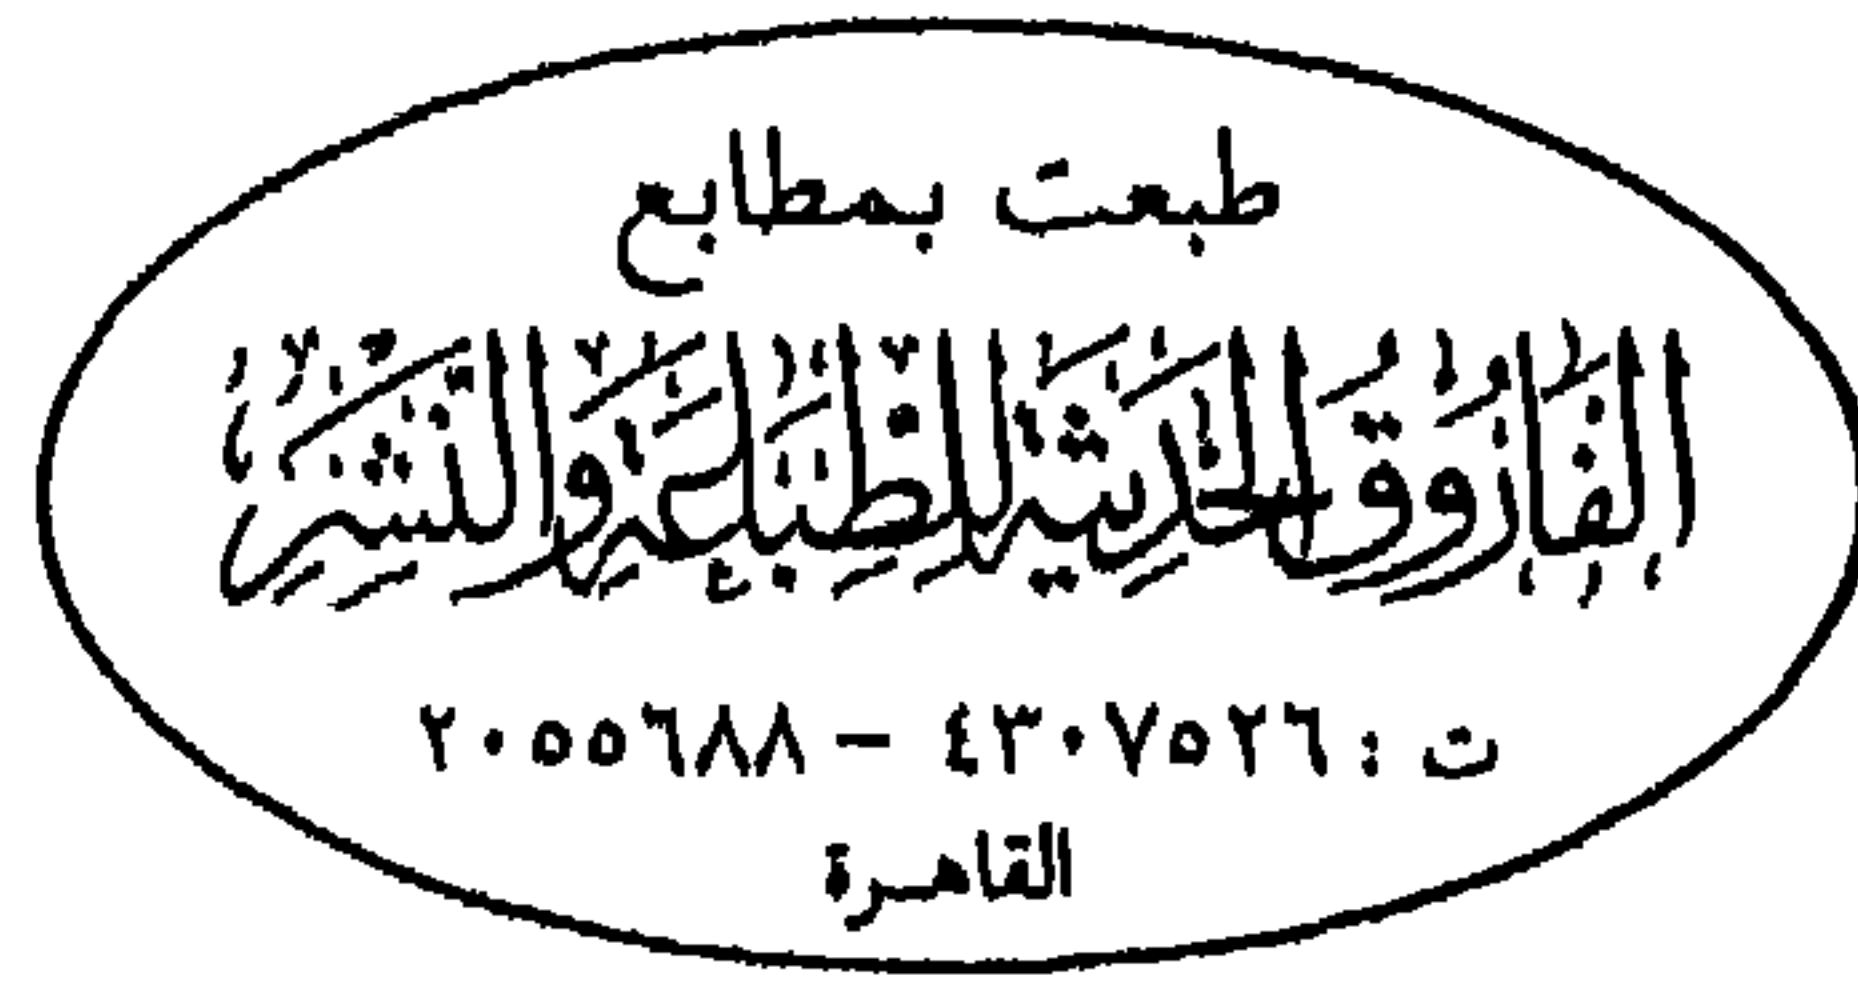 طبعت بمطابع
الفاروق الحديثة للطباعة والنشر
ت : ٤٣٠٧٥٢٦ - ٢٠٥٥٦٨٨
القاهرة